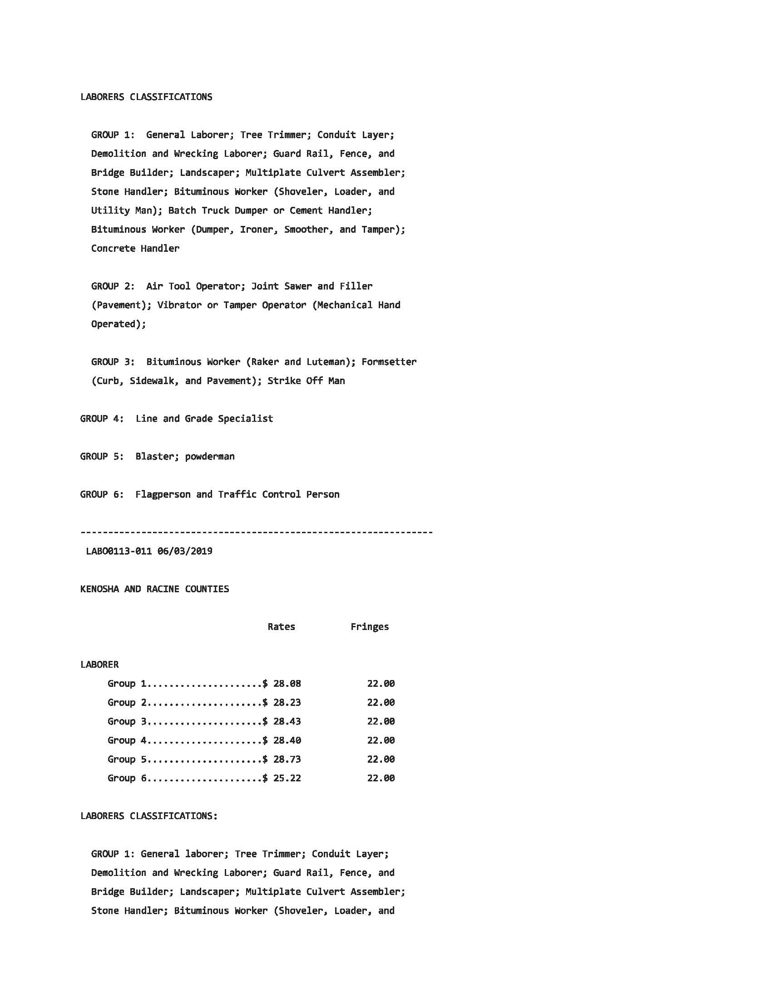 LABORERS CLASSIFICATIONS
GROUP 1:  General Laborer; Tree Trimmer; Conduit Layer;
Demolition and Wrecking Laborer; Guard Rail, Fence, and
Bridge Builder; Landscaper; Multiplate Culvert Assembler;
Stone Handler; Bituminous Worker (Shoveler, Loader, and
Utility Man); Batch Truck Dumper or Cement Handler;
Bituminous Worker (Dumper, Ironer, Smoother, and Tamper);
Concrete Handler
GROUP 2:  Air Tool Operator; Joint Sawer and Filler
(Pavement); Vibrator or Tamper Operator (Mechanical Hand
Operated);
GROUP 3:  Bituminous Worker (Raker and Luteman); Formsetter
(Curb, Sidewalk, and Pavement); Strike Off Man
GROUP 4:  Line and Grade Specialist
GROUP 5:  Blaster; powderman
GROUP 6:  Flagperson and Traffic Control Person
----------------------------------------------------------------
LABO0113-011 06/03/2019
KENOSHA AND RACINE COUNTIES
Rates          Fringes
LABORER
Group 1.....................$ 28.08            22.00
Group 2.....................$ 28.23            22.00
Group 3.....................$ 28.43            22.00
Group 4.....................$ 28.40            22.00
Group 5.....................$ 28.73            22.00
Group 6.....................$ 25.22            22.00
LABORERS CLASSIFICATIONS:
GROUP 1: General laborer; Tree Trimmer; Conduit Layer;
Demolition and Wrecking Laborer; Guard Rail, Fence, and
Bridge Builder; Landscaper; Multiplate Culvert Assembler;
Stone Handler; Bituminous Worker (Shoveler, Loader, and